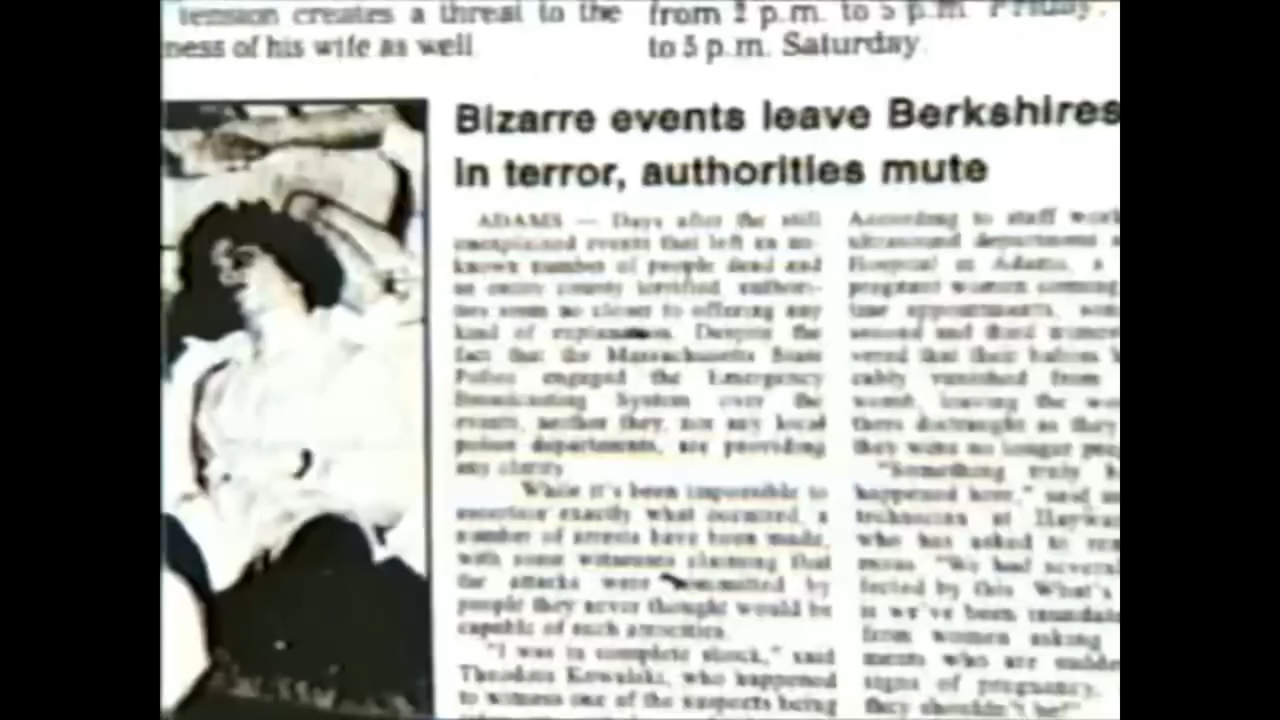 tension creates a threat to the
ness of his wife as well
from 2 p.m. to 5 p.m. Friday,
to 5 p.m. Saturday.
Bizarre events leave Berkshires
in terror, authorities mute
ADAMS — Days after the still
unexplained events that left an un-
known number of people dead and
an entire county terrified, authori-
ties seem no closer to offering any
kind of explanation. Despite the
fact that the Massachusetts State
Police engaged the Emergency
Broadcasting System over the
events, neither they, nor any local
police departments, are providing
any clarity
While it's been impossible to
ascertain exactly what occurred, a
number of arrests have been made,
with some witnesses claiming that
the attacks were committed by
people they never thought would be
capable of such atrocities.
"I was in complete shock," said
Theodore Kowalski, who happened
to witness one of the suspects being
According to staff work
ultrasound department a
Hospital in Adams, a
pregnant women coming
time appointments,
second and third trimes
vered that their babies h
cably vanished from
womb, leaving the wo
them distraught as they
they were no longer preg
"Something truly h
happened here," said an
technician at Haywa
who has asked to rem
mous. "We had several
fected by this. What's
is we've been inundate
from women asking
ments who are sudde
signs of pregnancy,
they shouldn't be!"